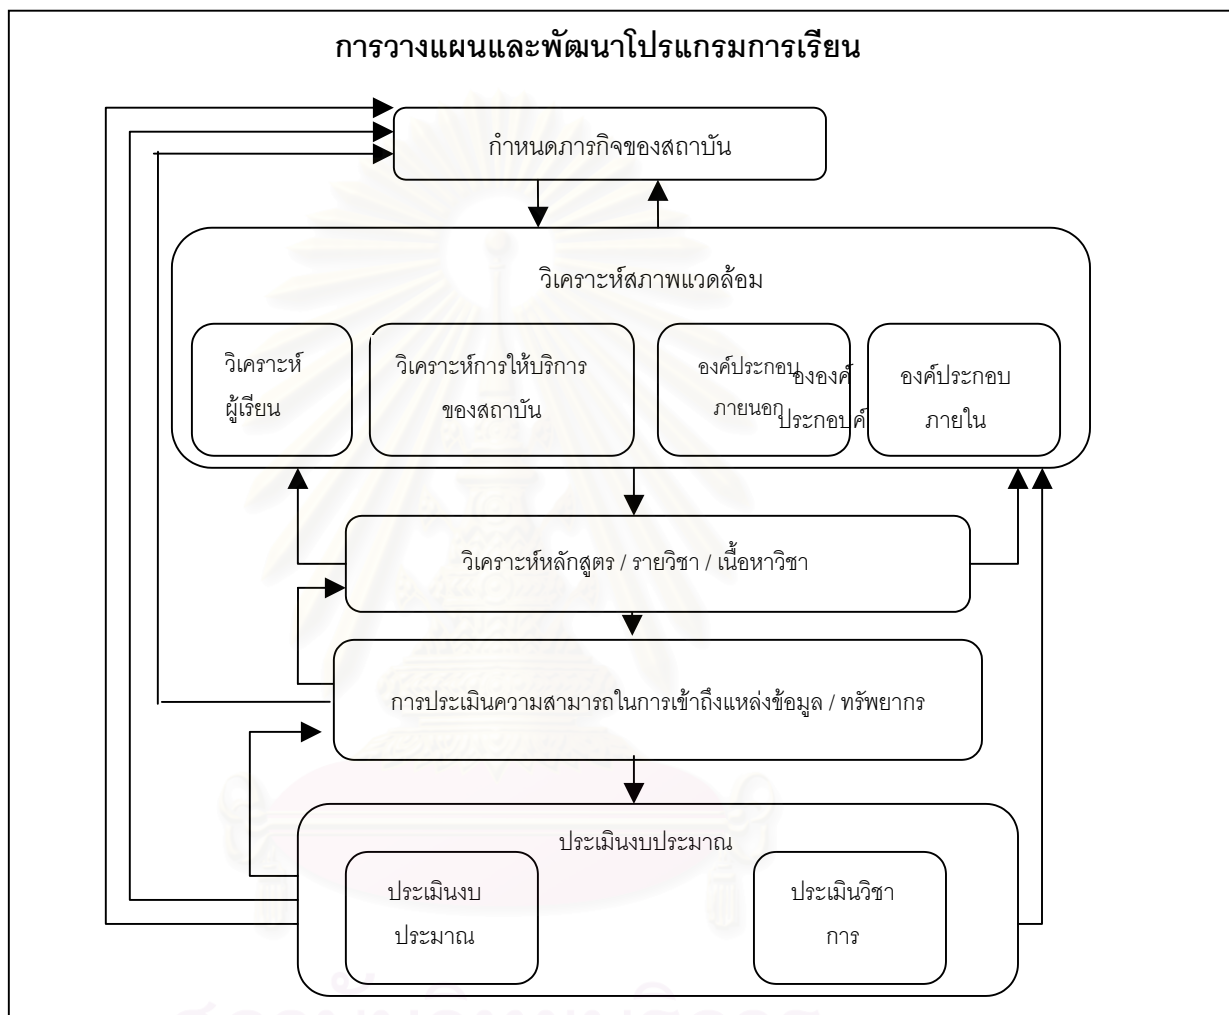 การวางแผนและพัฒนาโปรแกรมการเรียน
กำหนดภารกิจของสถาบัน
วิเคราะห์สภาพแวดล้อม
วิเคราะห์
ผู้เรียน
วิเคราะห์การให้บริการ
ของสถาบัน
องค์ประกอบ
ภายนอก
ององค์
ประกอบค์
องค์ประกอบ
ภายใน
วิเคราะห์หลักสูตร / รายวิชา / เนื้อหาวิชา
การประเมินความสามารถในการเข้าถึงแหล่งข้อมูล / ทรัพยากร
ประเมินงบประมาณ
ประเมินงบ
ประมาณ
ประเมินวิชา
การ